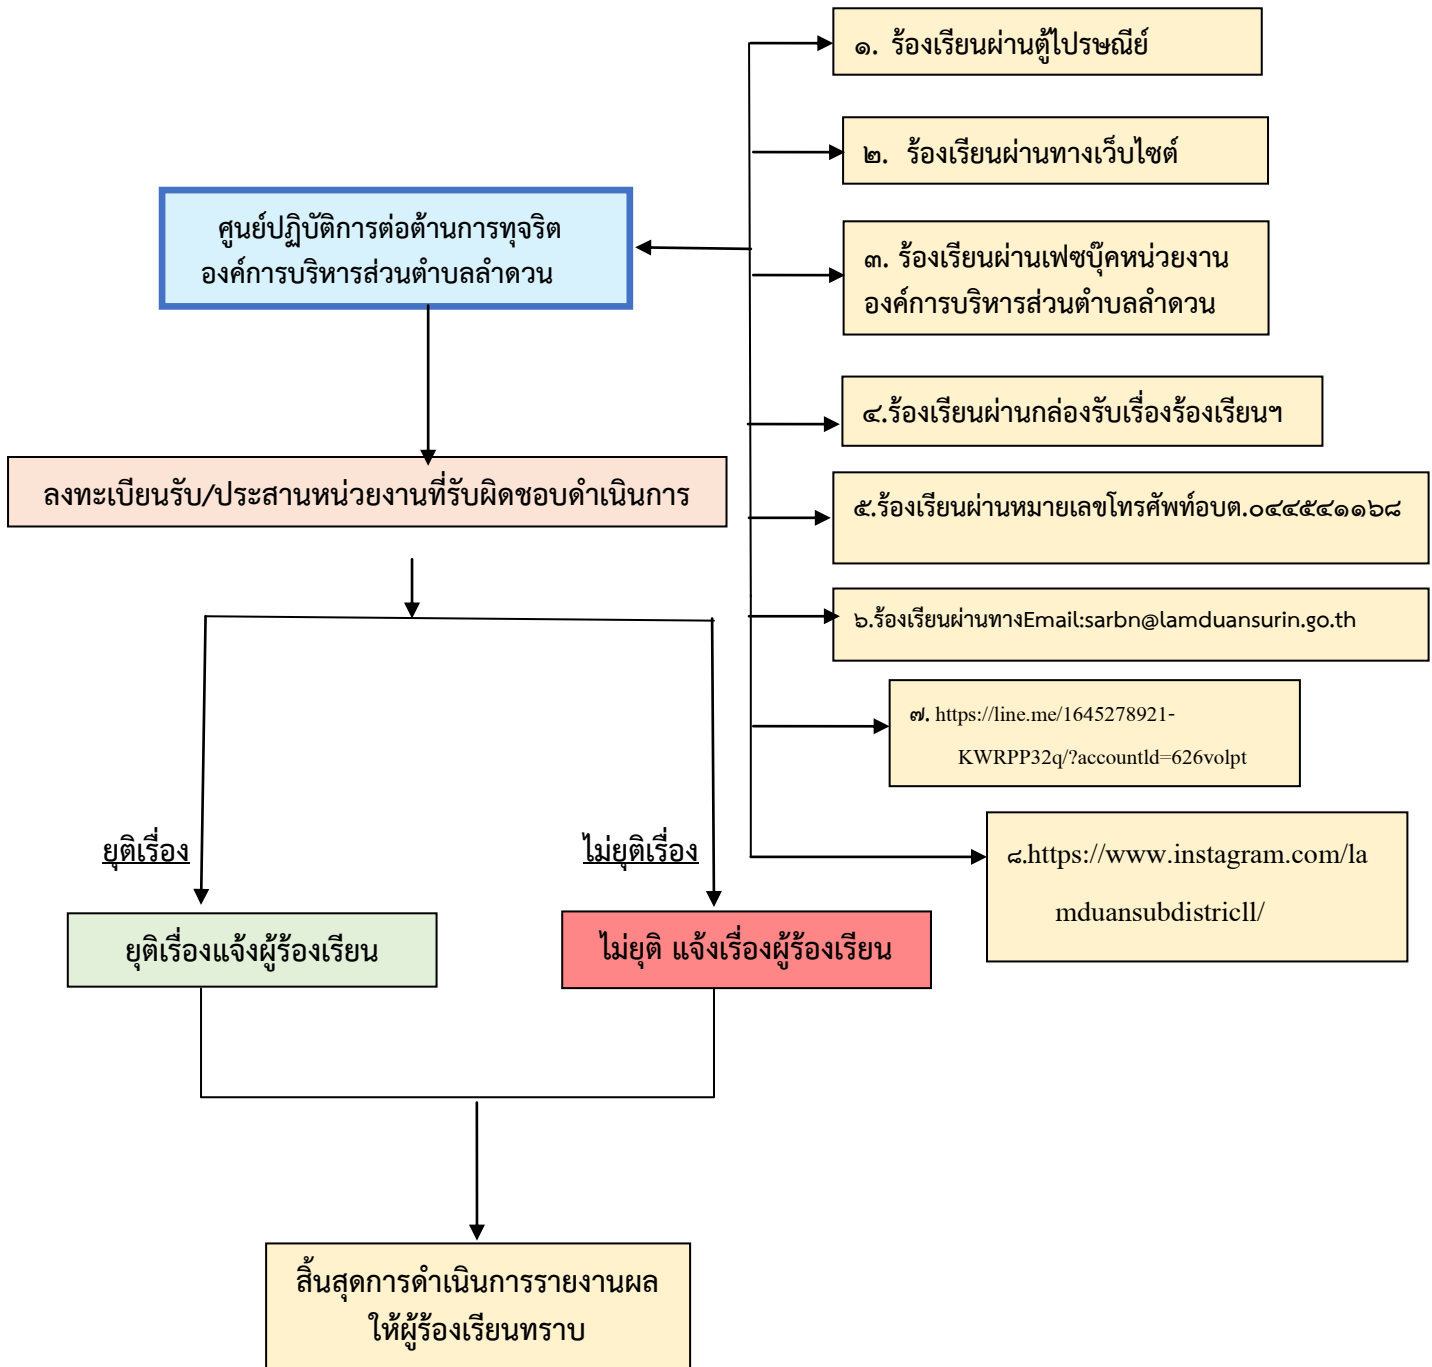 ๑. ร้องเรียนผ่านตู้ไปรษณีย์
๒. ร้องเรียนผ่านทางเว็บไซต์
ศูนย์ปฏิบัติการต่อต้านการทุจริต
องค์การบริหารส่วนตำบลลำดวน
๓. ร้องเรียนผ่านเฟซบุ๊คหน่วยงาน
องค์การบริหารส่วนตำบลลำดวน
๔.ร้องเรียนผ่านกล่องรับเรื่องร้องเรียนฯ
ลงทะเบียนรับ/ประสานหน่วยงานที่รับผิดชอบดำเนินการ
๕.ร้องเรียนผ่านหมายเลขโทรศัพท์อบต.๐๔๔๕๔๑๑๖๘
๖.ร้องเรียนผ่านทางEmail:sarbn@lamduansurin.go.th
๗. https://line.me/1645278921-
KWRPP32q/?accountld=626volpt
ยุติเรื่อง
ไม่ยุติเรื่อง
๘.https://www.instagram.com/la
mduansubdistricll/
ยุติเรื่องแจ้งผู้ร้องเรียน
ไม่ยุติ แจ้งเรื่องผู้ร้องเรียน
สิ้นสุดการดำเนินการรายงานผล
ให้ผู้ร้องเรียนทราบ